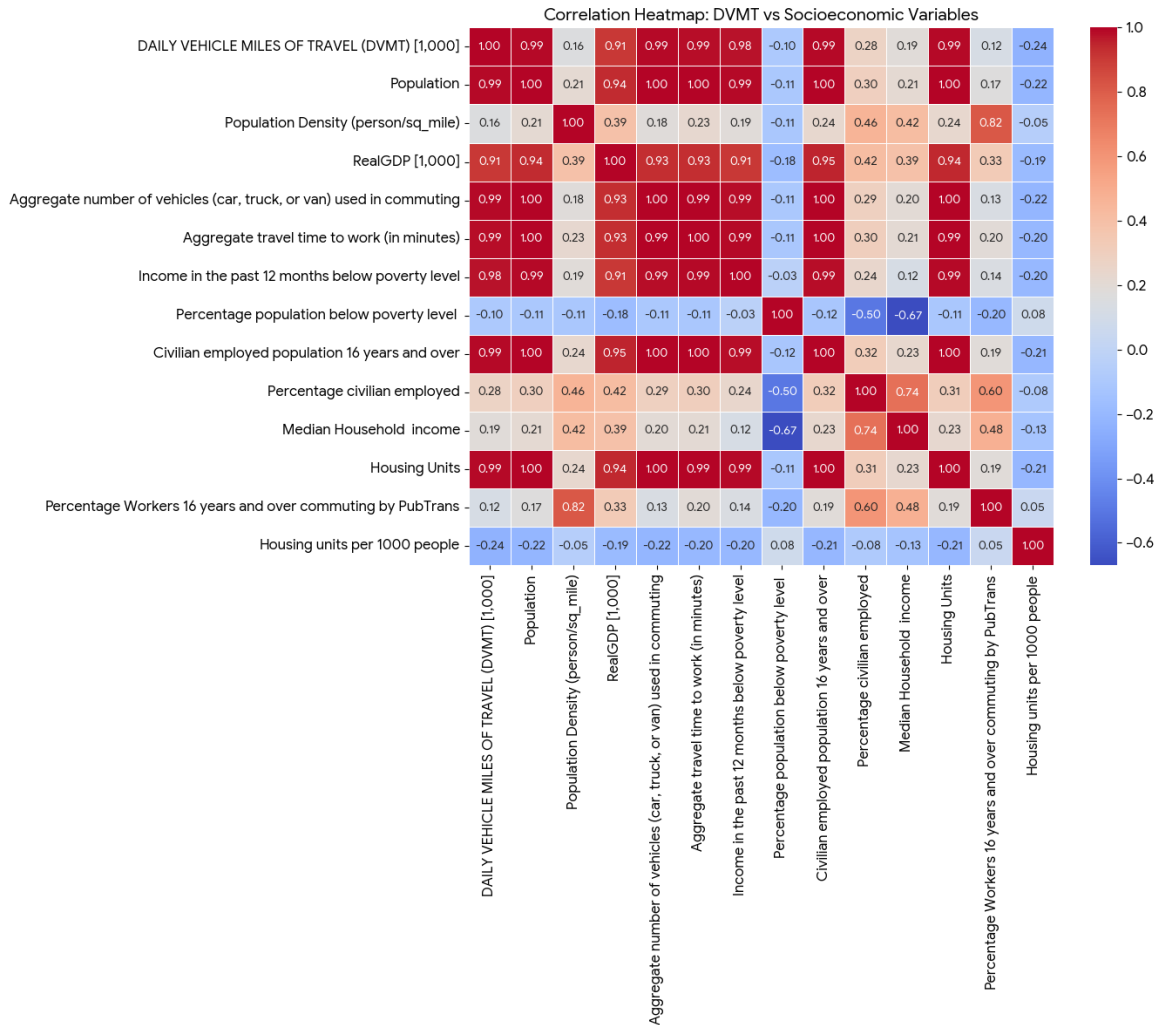 Correlation Heatmap: DVMT vs Socioeconomic Variables
DAILY VEHICLE MILES OF TRAVEL (DVMT) [1,000] 1.00 0.99 0.16 0.91 0.99 0.99 0.98 -0.10 0.99 0.28 0.19 0.99 0.12 -0.24
Population 0.99 1.00 0.21 0.94 1.00 1.00 0.99 -0.11 1.00 0.30 0.21 1.00 0.17 -0.22
Population Density (person/sq_mile) 0.16 0.21 1.00 0.39 0.18 0.23 0.19 -0.11 0.24 0.46 0.42 0.24 0.82 -0.05
RealGDP [1,000] 0.91 0.94 0.39 1.00 0.93 0.93 0.91 -0.18 0.95 0.42 0.39 0.94 0.33 -0.19
Aggregate number of vehicles (car, truck, or van) used in commuting 0.99 1.00 0.18 0.93 1.00 0.99 0.99 -0.11 1.00 0.29 0.20 1.00 0.13 -0.22
Aggregate travel time to work (in minutes) 0.99 1.00 0.23 0.93 0.99 1.00 0.99 -0.11 1.00 0.30 0.21 0.99 0.20 -0.20
Income in the past 12 months below poverty level 0.98 0.99 0.19 0.91 0.99 0.99 1.00 -0.03 0.99 0.24 0.12 0.99 0.14 -0.20
Percentage population below poverty level -0.10 -0.11 -0.11 -0.18 -0.11 -0.11 -0.03 1.00 -0.12 -0.50 -0.67 -0.11 -0.20 0.08
Civilian employed population 16 years and over 0.99 1.00 0.24 0.95 1.00 1.00 0.99 -0.12 1.00 0.32 0.23 1.00 0.19 -0.21
Percentage civilian employed 0.28 0.30 0.46 0.42 0.29 0.30 0.24 -0.50 0.32 1.00 0.74 0.31 0.60 -0.08
Median Household income 0.19 0.21 0.42 0.39 0.20 0.21 0.12 -0.67 0.23 0.74 1.00 0.23 0.48 -0.13
Housing Units 0.99 1.00 0.24 0.94 1.00 0.99 0.99 -0.11 1.00 0.31 0.23 1.00 0.19 -0.21
Percentage Workers 16 years and over commuting by PubTrans 0.12 0.17 0.82 0.33 0.13 0.20 0.14 -0.20 0.19 0.60 0.48 0.19 1.00 0.05
Housing units per 1000 people -0.24 -0.22 -0.05 -0.19 -0.22 -0.20 -0.20 0.08 -0.21 -0.08 -0.13 -0.21 0.05 1.00
DAILY VEHICLE MILES OF TRAVEL (DVMT) [1,000]
Population
Population Density (person/sq_mile)
RealGDP [1,000]
Aggregate number of vehicles (car, truck, or van) used in commuting
Aggregate travel time to work (in minutes)
Income in the past 12 months below poverty level
Percentage population below poverty level
Civilian employed population 16 years and over
Percentage civilian employed
Median Household income
Housing Units
Percentage Workers 16 years and over commuting by PubTrans
Housing units per 1000 people
1.0
0.8
0.6
0.4
0.2
0.0
−0.2
−0.4
−0.6